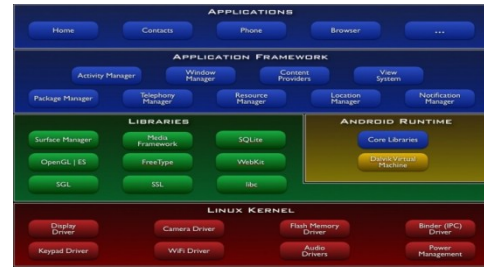 APPLICATIONS
Home Contacts Phone Browser ...
APPLICATION FRAMEWORK
Activity Manager Window Manager Content Providers View System
Package Manager Telephony Manager Resource Manager Location Manager Notification Manager
LIBRARIES
Surface Manager Media Framework SQLite
OpenGL | ES FreeType WebKit
SGL SSL libc
ANDROID RUNTIME
Core Libraries
Dalvik Virtual Machine
LINUX KERNEL
Display Driver Camera Driver Flash Memory Driver Binder (IPC) Driver
Keypad Driver WiFi Driver Audio Drivers Power Management